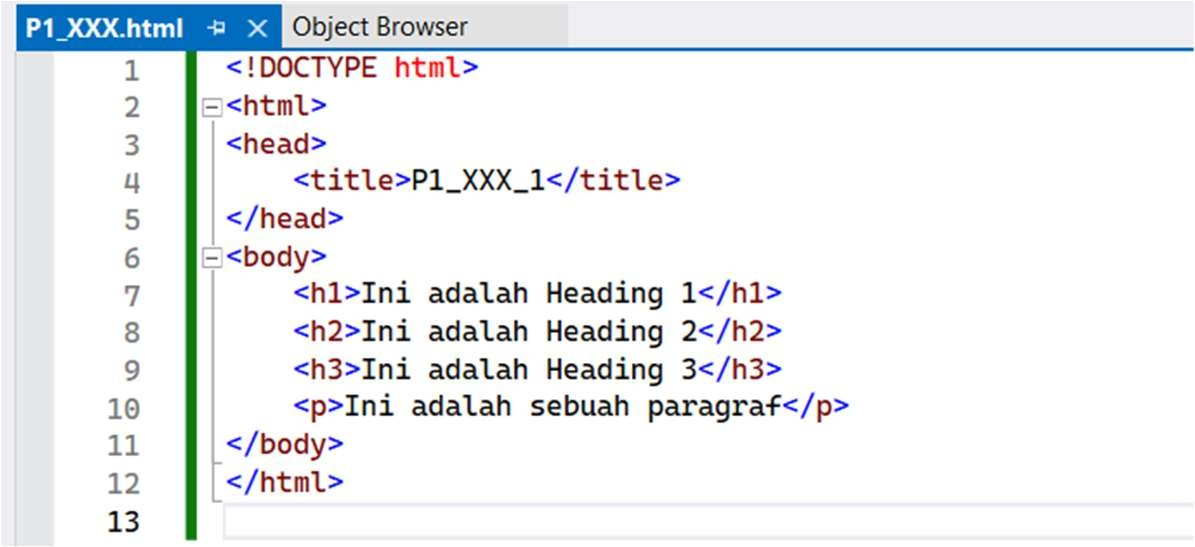 P1_XXX.html Object Browser
1 <!DOCTYPE html>
2 <html>
3 <head>
4     <title>P1_XXX_1</title>
5 </head>
6 <body>
7     <h1>Ini adalah Heading 1</h1>
8     <h2>Ini adalah Heading 2</h2>
9     <h3>Ini adalah Heading 3</h3>
10     <p>Ini adalah sebuah paragraf</p>
11 </body>
12 </html>
13